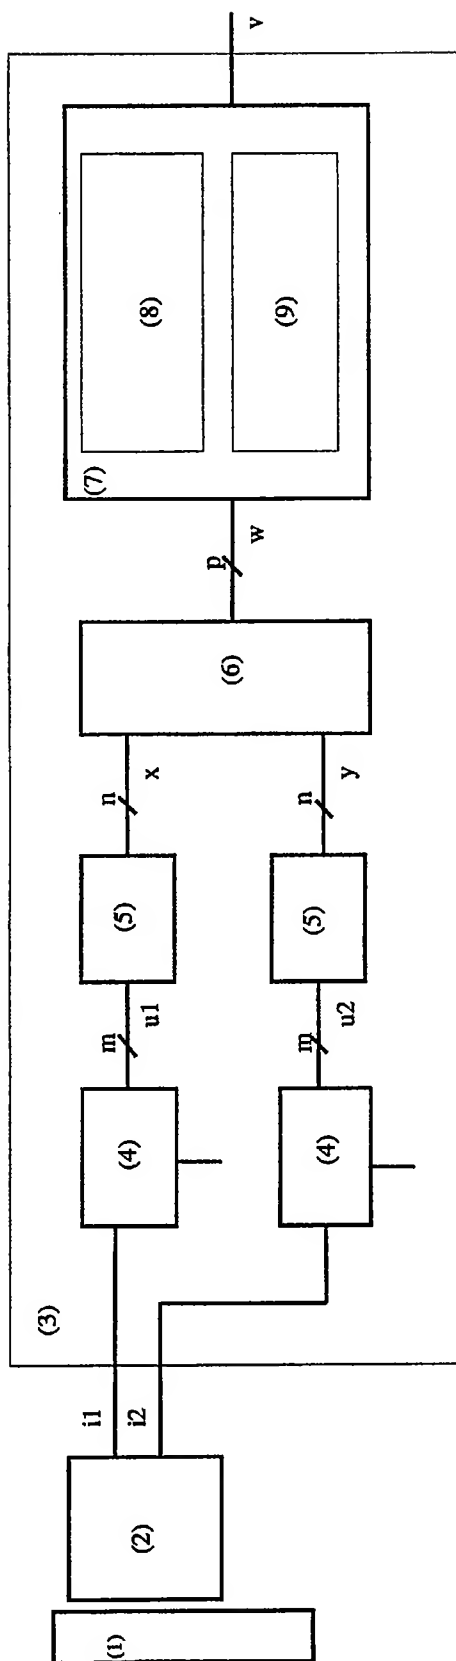 (1)
(2)
i1
i2
(3)
(4)
(4)
m
u1
m
u2
(5)
(5)
n
x
n
y
(6)
p
w
(7)
(8)
(9)
v